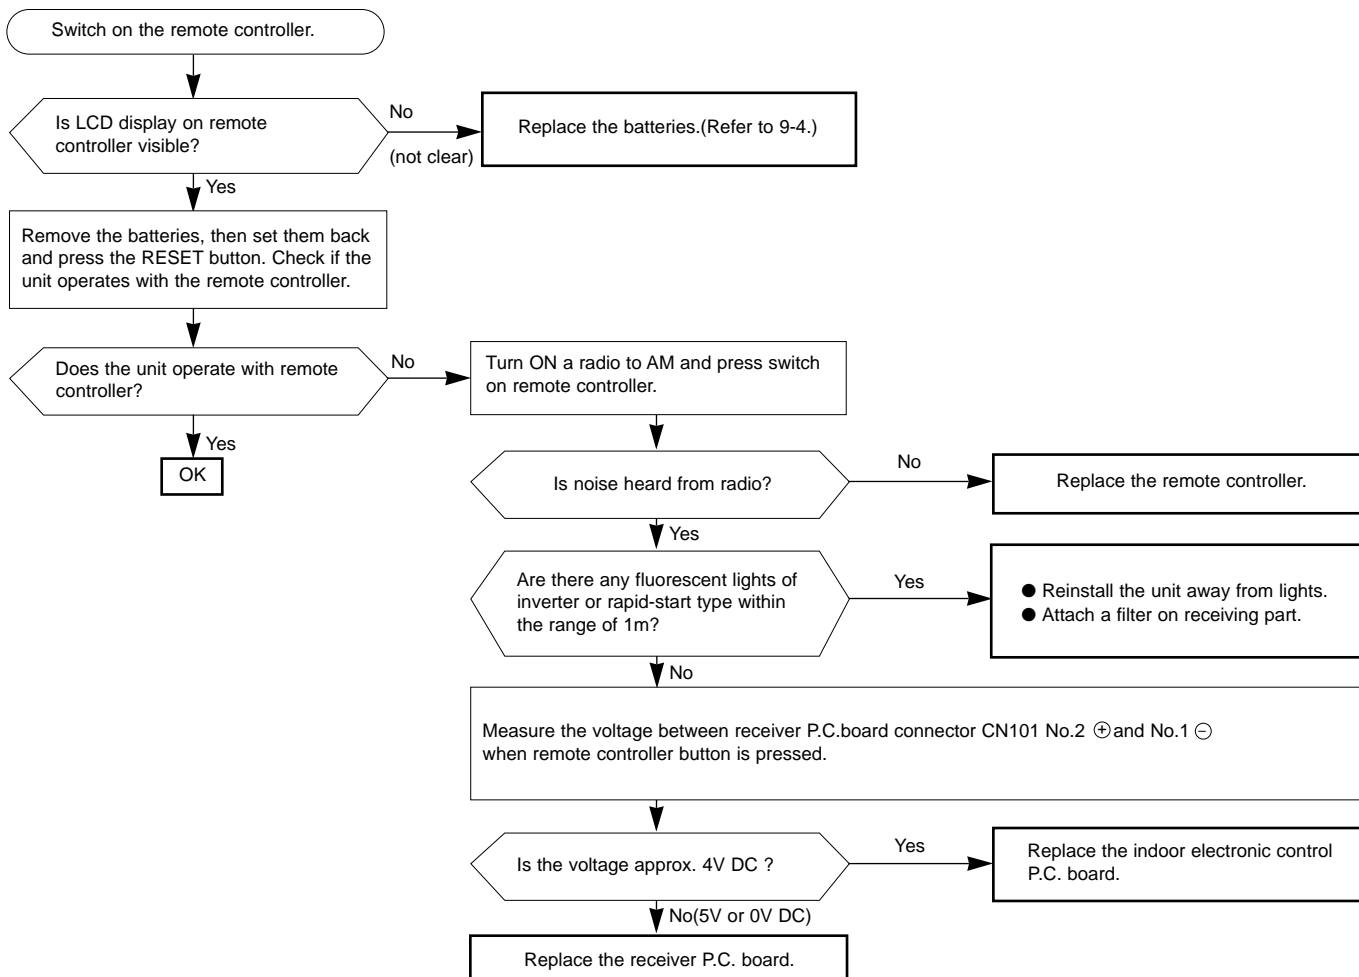 Switch on the remote controller.
Is LCD display on remote
controller visible?
No
(not clear)
Replace the batteries.(Refer to 9-4.)
Yes
Remove the batteries, then set them back
and press the RESET button. Check if the
unit operates with the remote controller.
Does the unit operate with remote
controller?
No
Yes
OK
Turn ON a radio to AM and press switch
on remote controller.
Is noise heard from radio?
No
Replace the remote controller.
Yes
Are there any fluorescent lights of
inverter or rapid-start type within
the range of 1m?
Yes
● Reinstall the unit away from lights.
● Attach a filter on receiving part.
No
Measure the voltage between receiver P.C.board connector CN101 No.2 ⊕ and No.1 ⊖
when remote controller button is pressed.
Is the voltage approx. 4V DC ?
Yes
Replace the indoor electronic control
P.C. board.
No(5V or 0V DC)
Replace the receiver P.C. board.